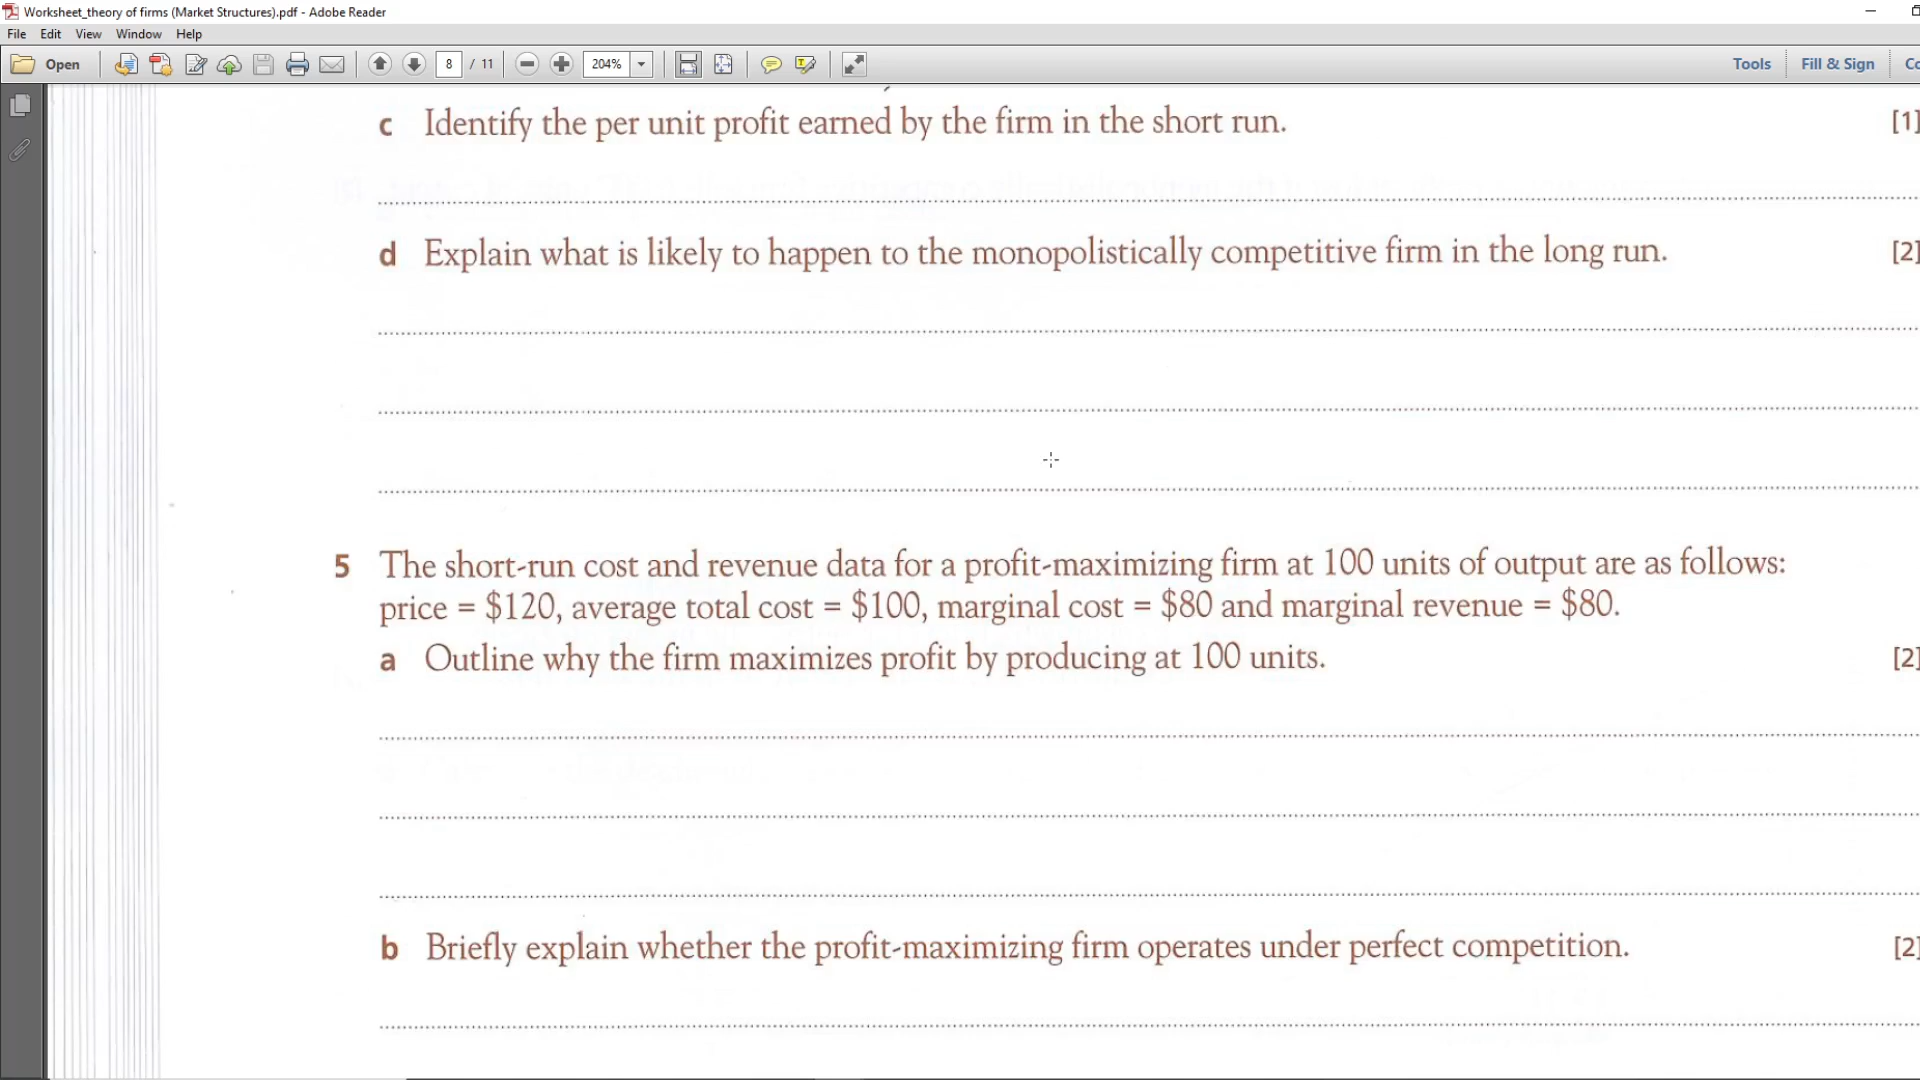 Worksheet_theory of firms (Market Structures).pdf - Adobe Reader
File Edit View Window Help
Open 8 / 11 204% Tools Fill & Sign Co
c Identify the per unit profit earned by the firm in the short run. [1]
d Explain what is likely to happen to the monopolistically competitive firm in the long run. [2]
5 The short-run cost and revenue data for a profit-maximizing firm at 100 units of output are as follows:
price = $120, average total cost = $100, marginal cost = $80 and marginal revenue = $80.
a Outline why the firm maximizes profit by producing at 100 units. [2]
b Briefly explain whether the profit-maximizing firm operates under perfect competition. [2]